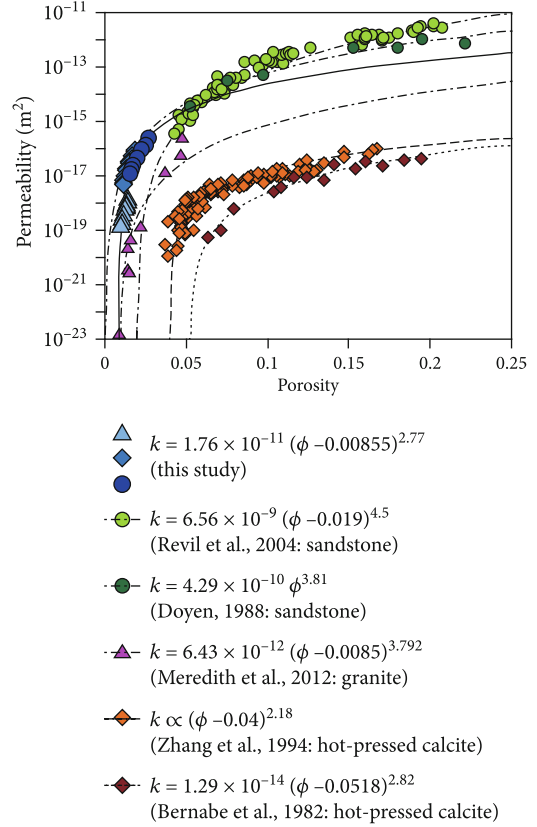 10⁻¹¹
10⁻¹³
10⁻¹⁵
10⁻¹⁷
10⁻¹⁹
10⁻²¹
10⁻²³
Permeability (m²)
0 0.05 0.1 0.15 0.2 0.25
Porosity
k = 1.76 × 10⁻¹¹ (ϕ –0.00855)²·⁷⁷
(this study)
k = 6.56 × 10⁻⁹ (ϕ –0.019)⁴·⁵
(Revil et al., 2004: sandstone)
k = 4.29 × 10⁻¹⁰ ϕ³·⁸¹
(Doyen, 1988: sandstone)
k = 6.43 × 10⁻¹² (ϕ –0.0085)³·⁷⁹²
(Meredith et al., 2012: granite)
k ∝ (ϕ –0.04)²·¹⁸
(Zhang et al., 1994: hot-pressed calcite)
k = 1.29 × 10⁻¹⁴ (ϕ –0.0518)²·⁸²
(Bernabe et al., 1982: hot-pressed calcite)